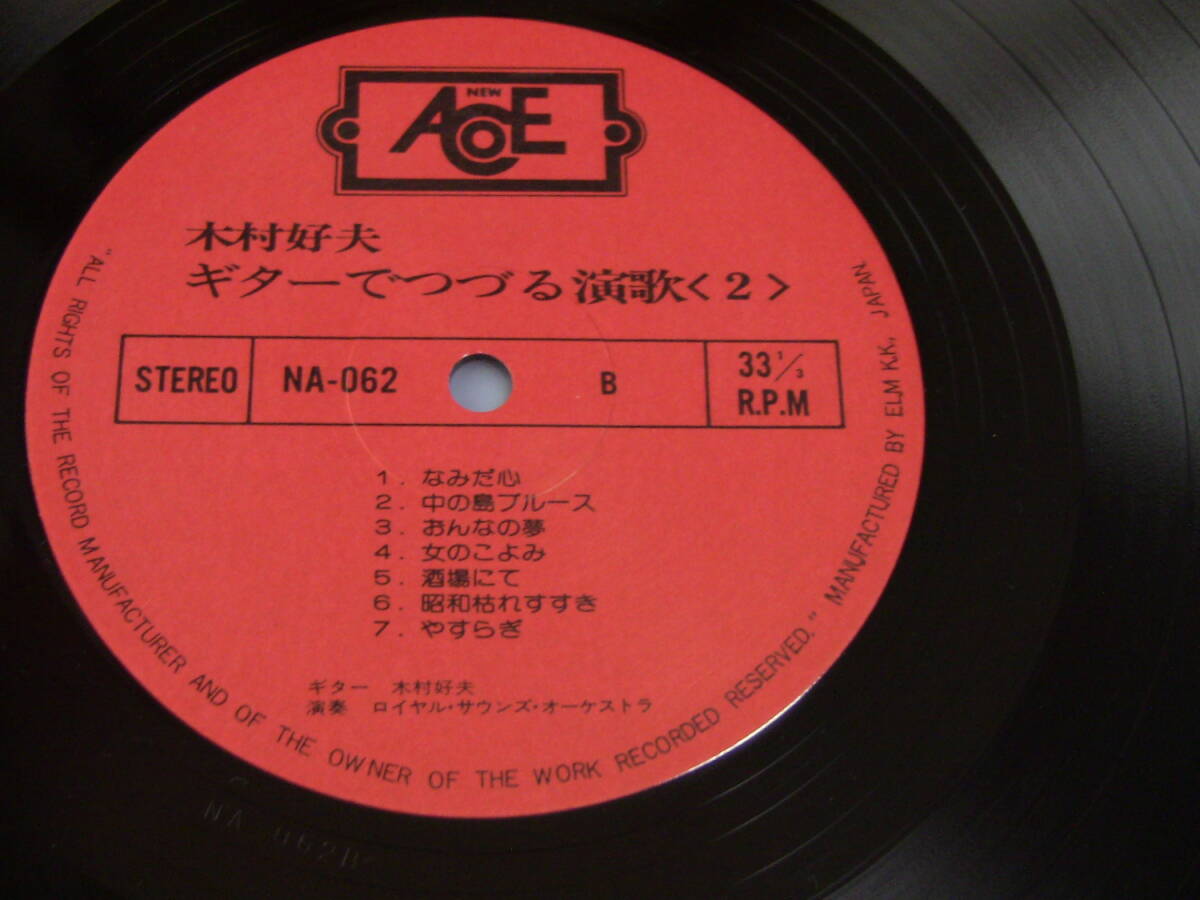 NEW
ACE
木村好夫
ギターでつづる演歌〈2〉
STEREO NA-062 B 33 1/3 R.P.M
1. なみだ心
2. 中の島ブルース
3. おんなの夢
4. 女のこよみ
5. 酒場にて
6. 昭和枯れすすき
7. やすらぎ
ギター 木村好夫
演奏 ロイヤル・サウンズ・オーケストラ
"ALL RIGHTS OF THE RECORD MANUFACTURER AND OF THE OWNER OF THE WORK RECORDED RESERVED." MANUFACTURED BY ELM K.K. JAPAN.
NA 062B